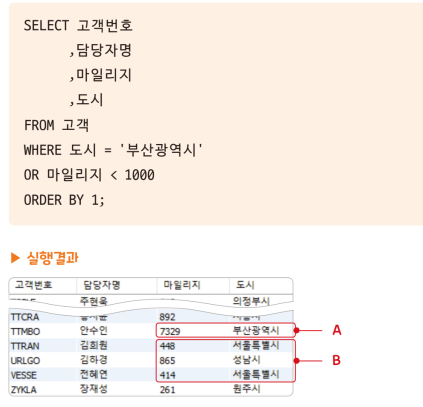 SELECT 고객번호
,담당자명
,마일리지
,도시
FROM 고객
WHERE 도시 = '부산광역시'
OR 마일리지 < 1000
ORDER BY 1;
▶ 실행결과
고객번호 담당자명 마일리지 도시
주현욱 의정부시
TTCRA 892
TTMBO 안수인 7329 부산광역시 A
TTRAN 김희원 448 서울특별시
URLGO 김하경 865 성남시 B
VESSE 전혜연 414 서울특별시
ZYKLA 장재성 261 원주시